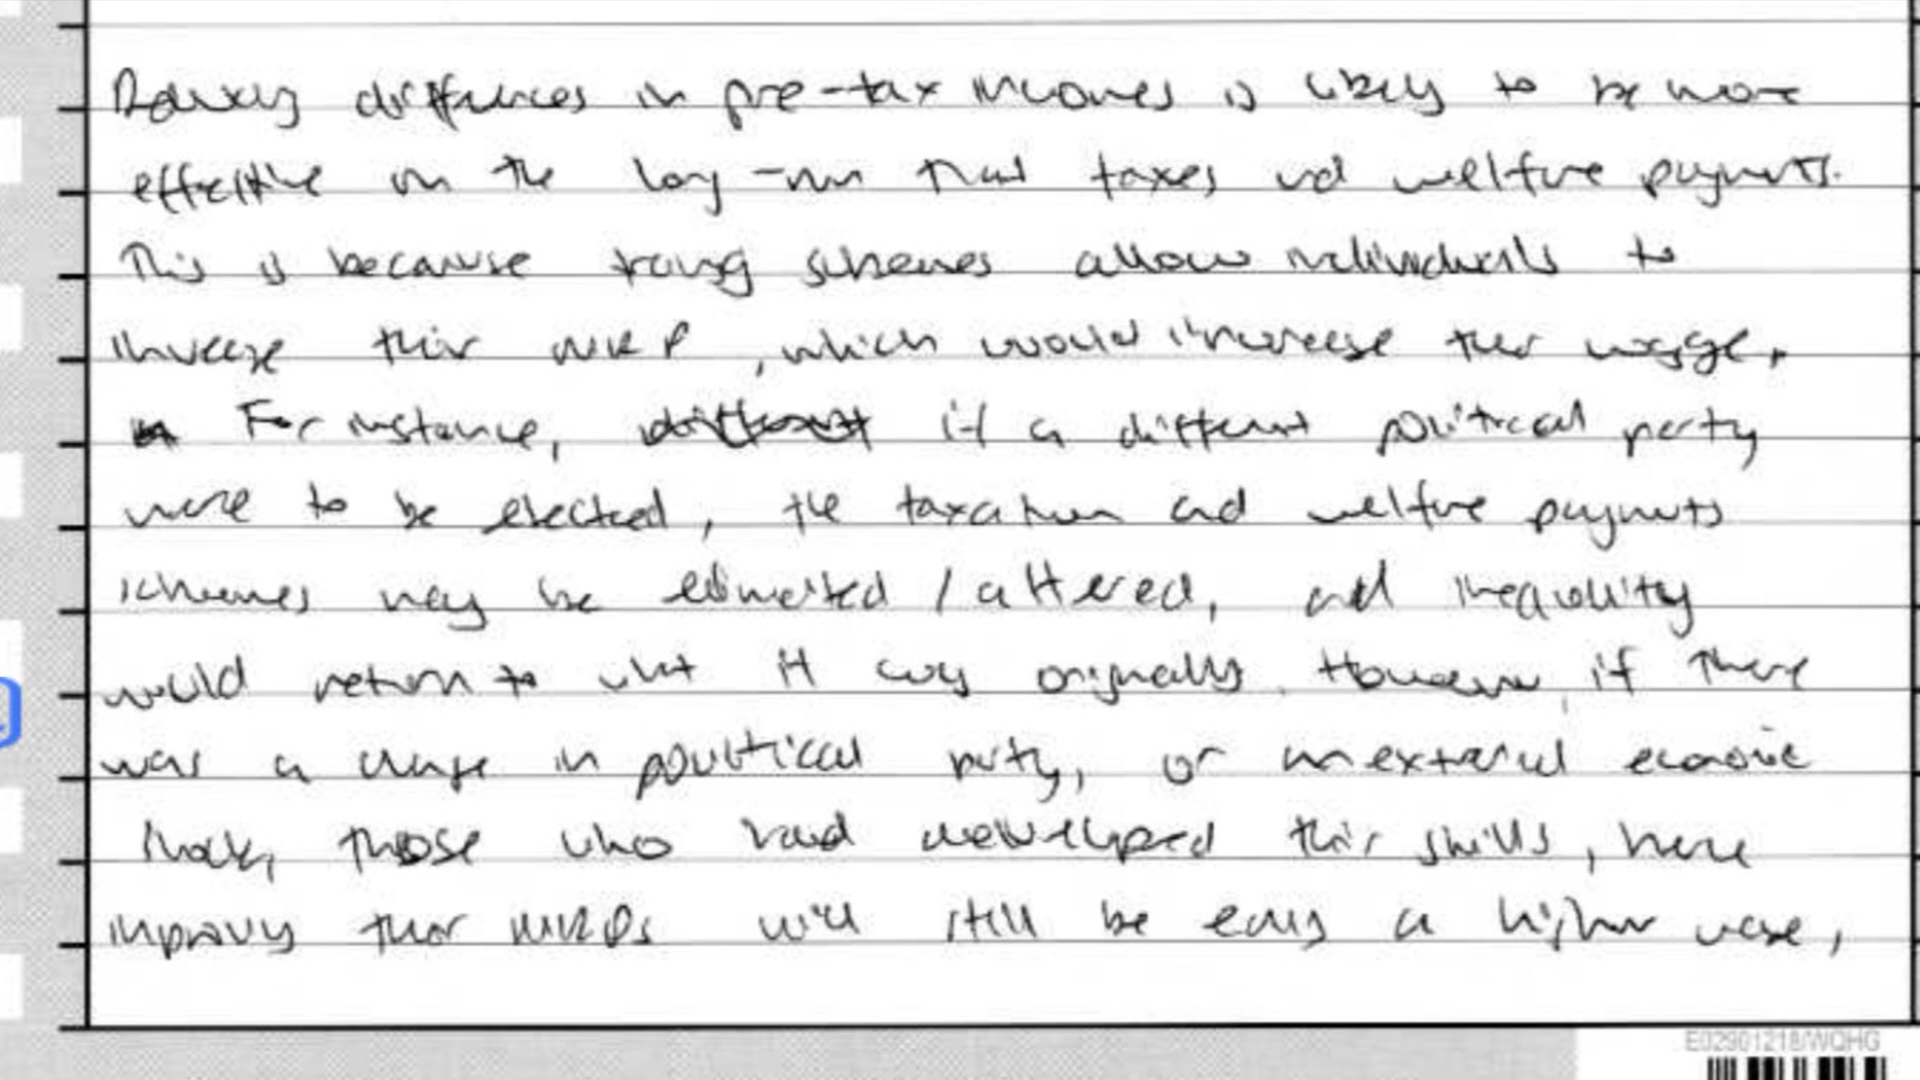 Reducing differences in pre-tax incomes is likely to be more
effective in the long-run than taxes and welfare payments.
This is because training schemes allow individuals to
increase their MRP, which would increase their wage.
For instance, if a different political party
were to be elected, the taxation and welfare payments
schemes may be eliminated / altered, and inequality
would return to what it was originally. However, if there
was a change in political party, or an external economic
shock, those who had developed their skills, hence
improving their MRPs will still be earning a higher wage,
E02901218/WQHG